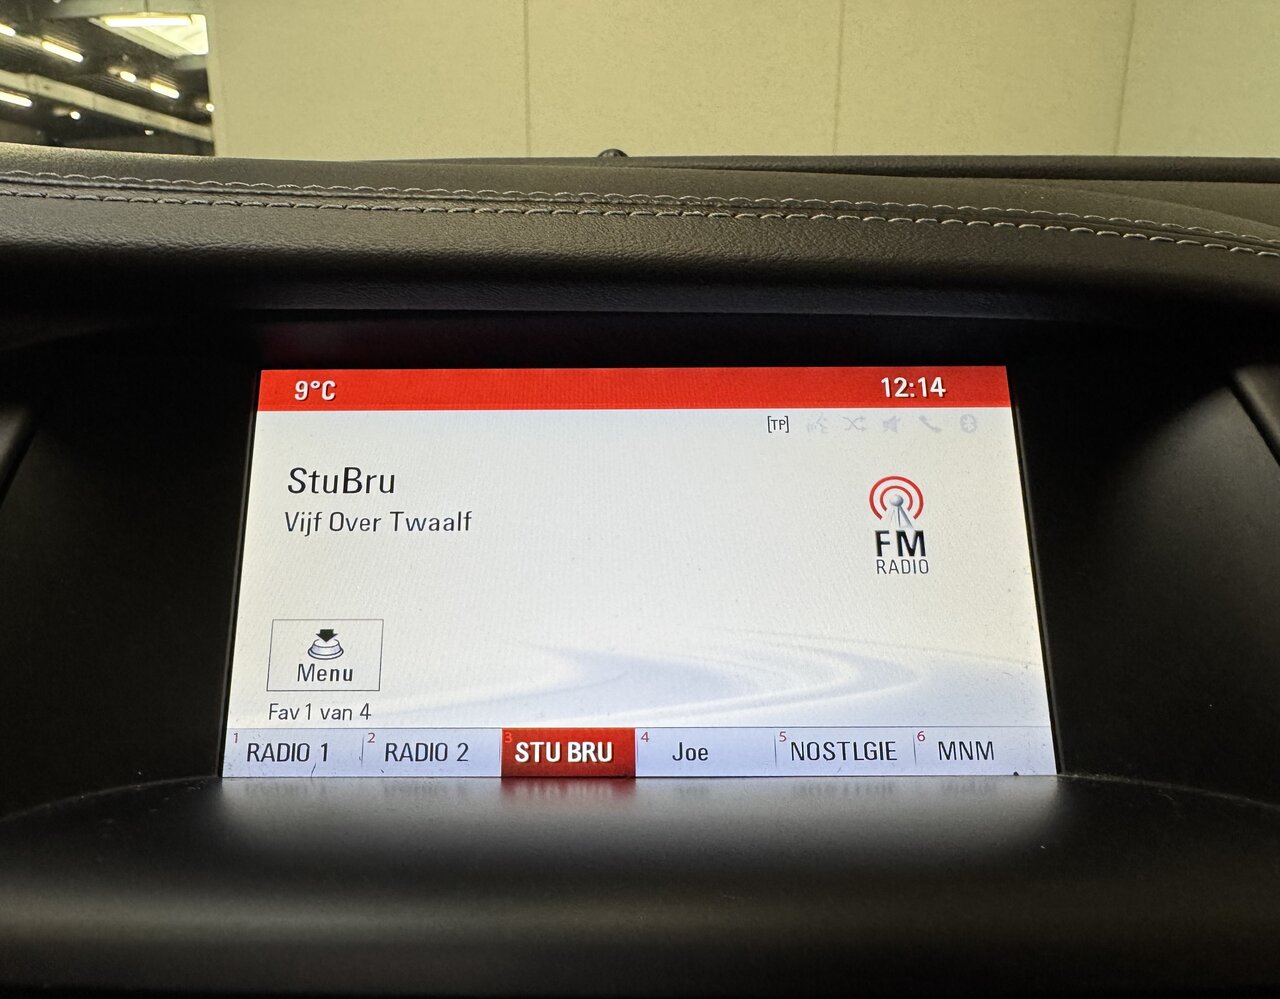 9°C 12:14
[TP]
StuBru
Vijf Over Twaalf
FM
RADIO
Menu
Fav 1 van 4
1 RADIO 1 2 RADIO 2 3 STU BRU 4 Joe 5 NOSTLGIE 6 MNM